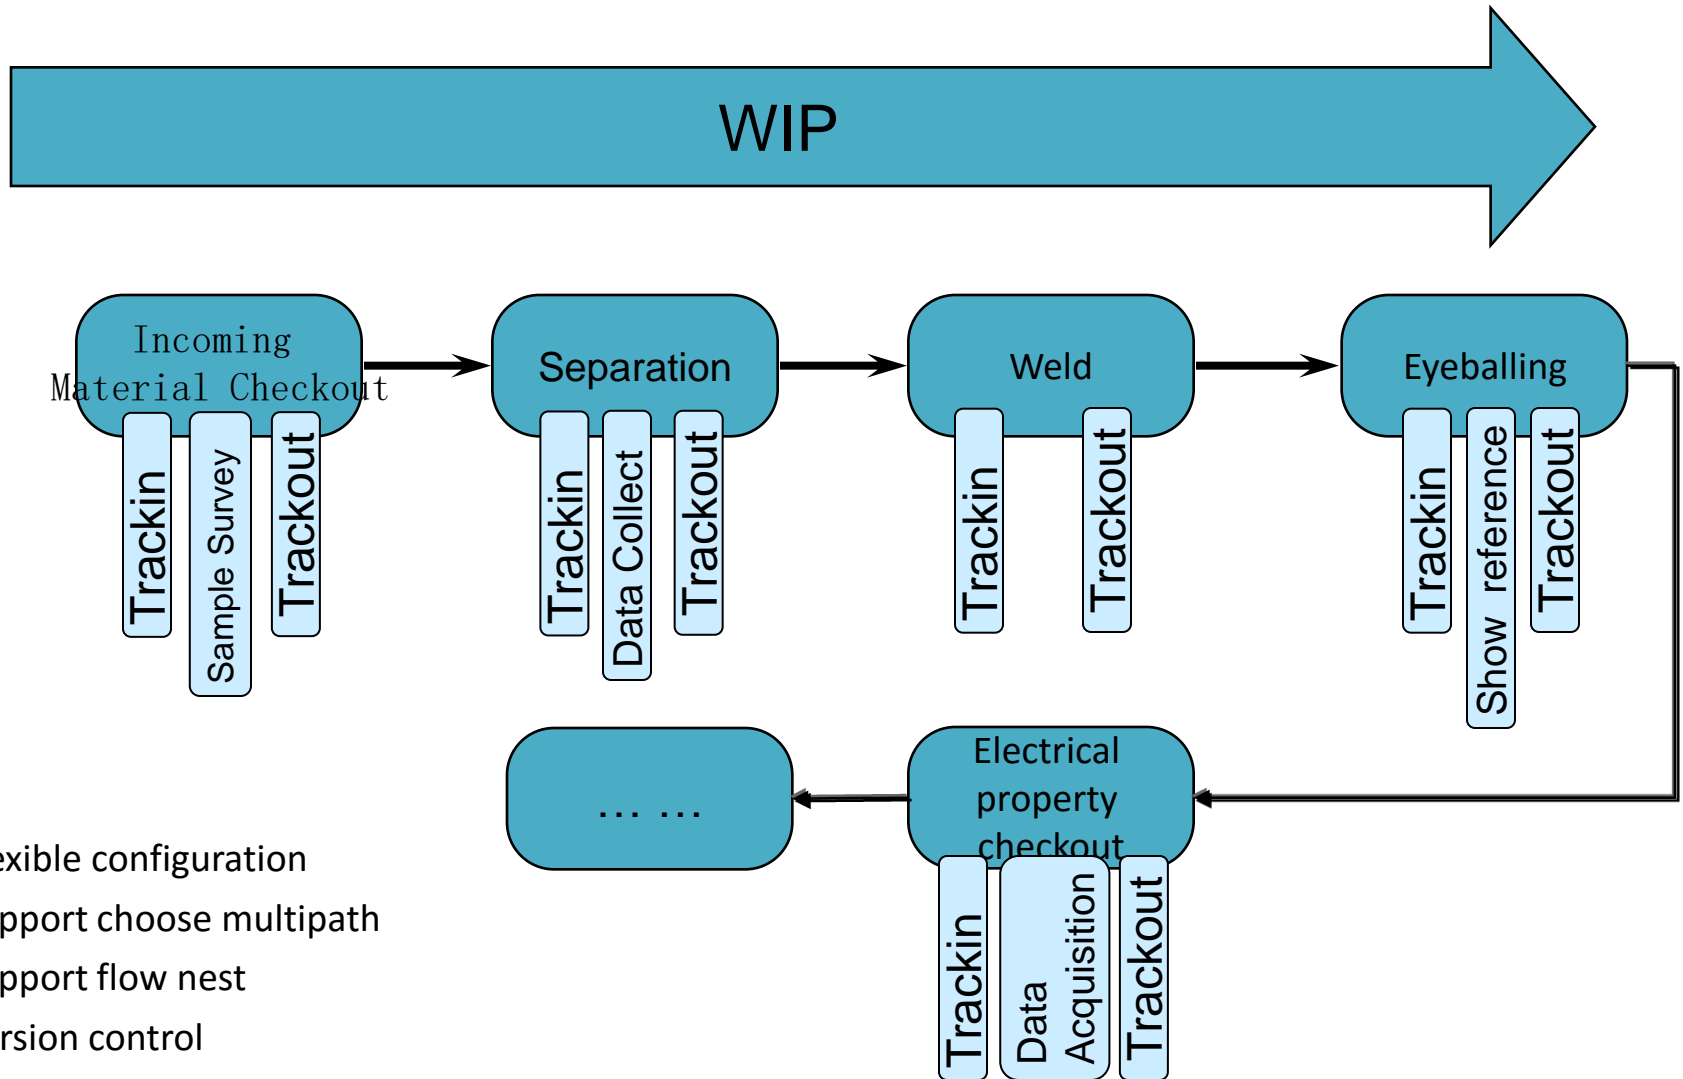 WIP
Incoming
Material Checkout
Separation
Weld
Eyeballing
Trackin
Sample Survey
Trackout
Trackin
Data Collect
Trackout
Trackin
Trackout
Trackin
Show reference
Trackout
... ...
Electrical
property
checkout
Trackin
Data
Acquisition
Trackout
exible configuration
pport choose multipath
pport flow nest
rsion control